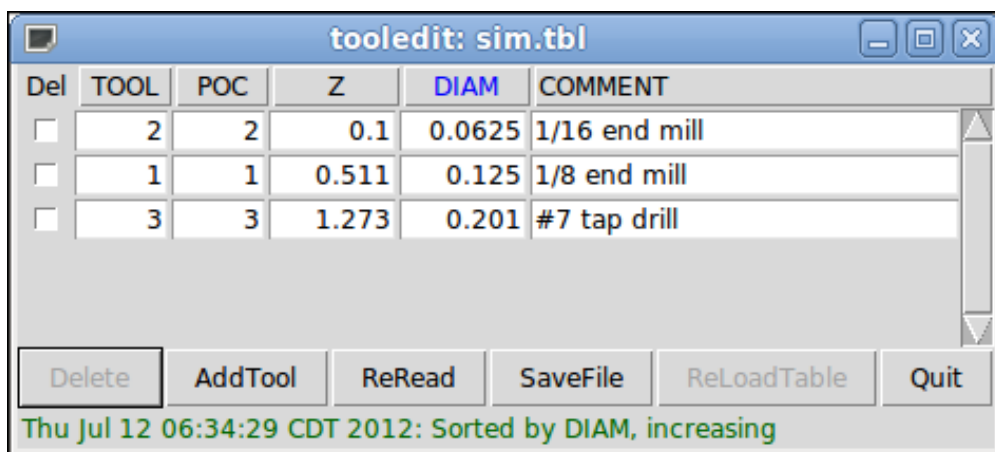 tooledit: sim.tbl
Del TOOL POC Z DIAM COMMENT
2 2 0.1 0.0625 1/16 end mill
1 1 0.511 0.125 1/8 end mill
3 3 1.273 0.201 #7 tap drill
Delete AddTool ReRead SaveFile ReLoadTable Quit
Thu Jul 12 06:34:29 CDT 2012: Sorted by DIAM, increasing